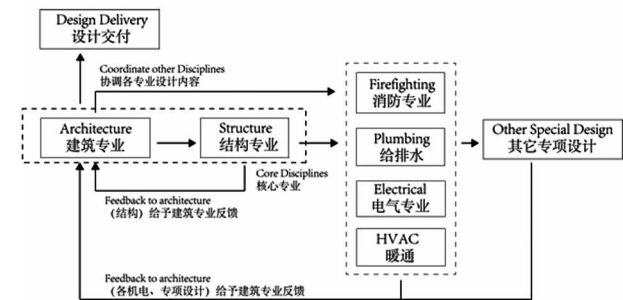 Design Delivery
设计交付
Coordinate other Disciplines
协调各专业设计内容
Firefighting
消防专业
Architecture
建筑专业
Structure
结构专业
Plumbing
给排水
Other Special Design
其它专项设计
Core Disciplines
核心专业
Feedback to architecture
（结构）给予建筑专业反馈
Electrical
电气专业
HVAC
暖通
Feedback to architecture
（各机电、专项设计）给予建筑专业反馈